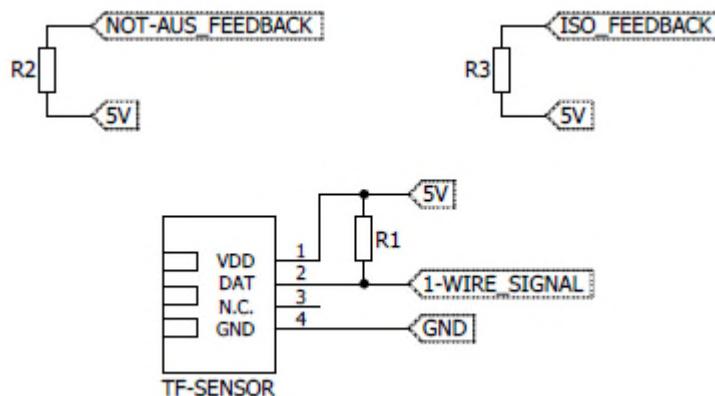 NOT-AUS_FEEDBACK
ISO_FEEDBACK
R2
R3
5V
5V
5V
R1
1
VDD
2
DAT
1-WIRE_SIGNAL
3
N.C.
4
GND
GND
TF-SENSOR